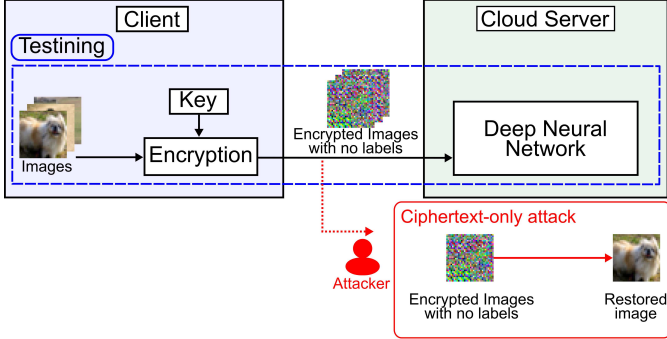 Client
Cloud Server
Testining
Key
Images
Encryption
Encrypted Images
with no labels
Deep Neural
Network
Attacker
Ciphertext-only attack
Encrypted Images
with no labels
Restored
image